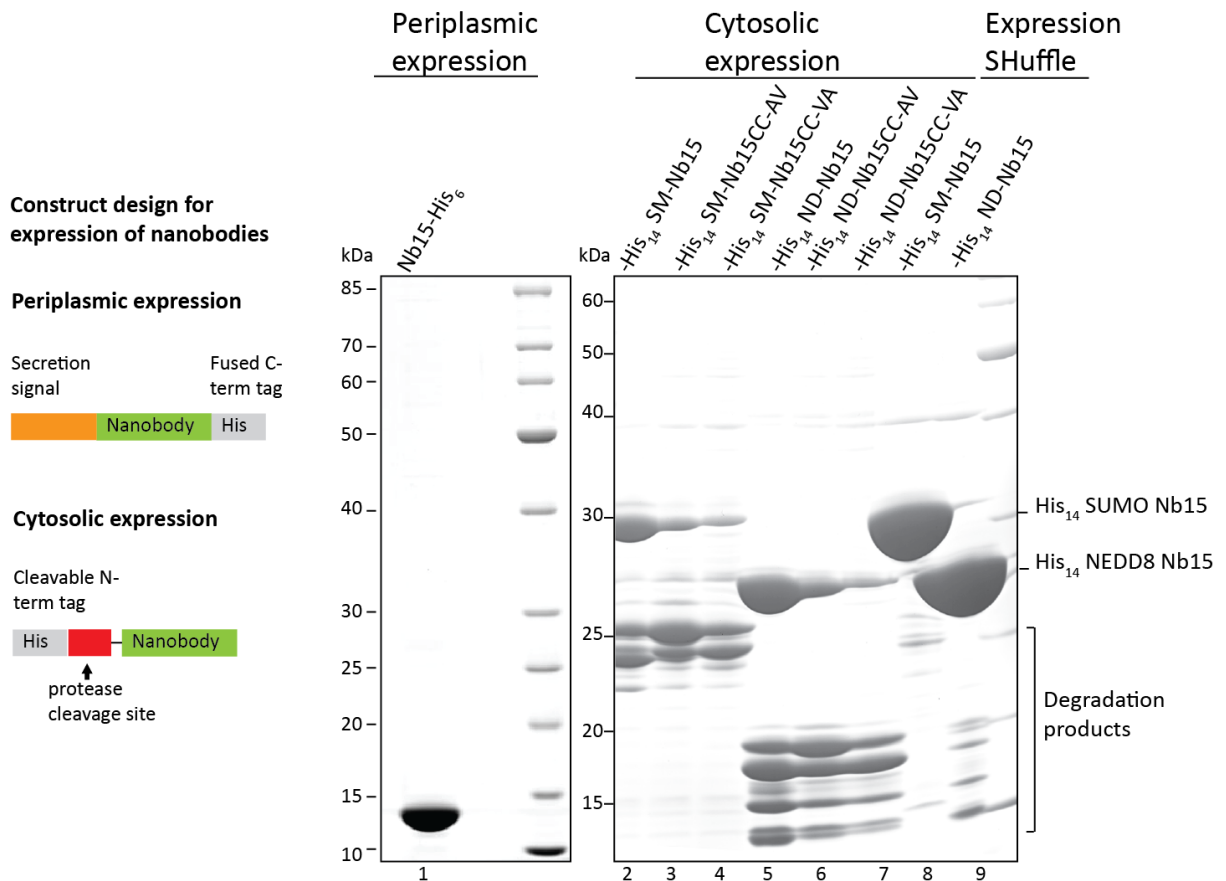 Periplasmic
expression
Cytosolic
expression
Expression
SHuffle
Construct design for
expression of nanobodies
Periplasmic expression
Secretion
signal
Fused C-
term tag
Nanobody
His
Cytosolic expression
Cleavable N-
term tag
His
Nanobody
protease
cleavage site
kDa
Nb15-His6
85
70
60
50
40
30
25
20
15
10
1
kDa
-His14 SM-Nb15
-His14 SM-Nb15CC-AV
-His14 SM-Nb15CC-VA
-His14 ND-Nb15
-His14 ND-Nb15CC-AV
-His14 ND-Nb15CC-VA
-His14 SM-Nb15
-His14 ND-Nb15
60
50
40
30
25
20
15
His14 SUMO Nb15
His14 NEDD8 Nb15
Degradation
products
2 3 4 5 6 7 8 9